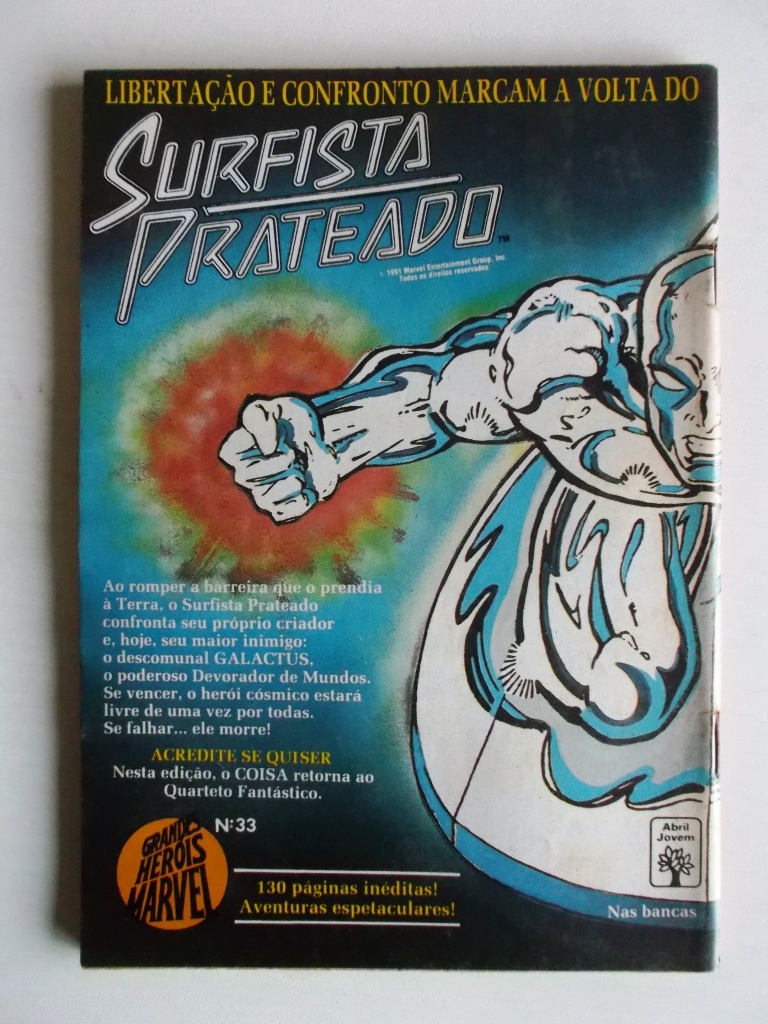 LIBERTAÇÃO E CONFRONTO MARCAM A VOLTA DO
SURFISTA
PRATEADO™
© 1991 Marvel Entertainment Group, Inc.
Todos os direitos reservados
Ao romper a barreira que o prendia
à Terra, o Surfista Prateado
confronta seu próprio criador
e, hoje, seu maior inimigo:
o descomunal GALACTUS,
o poderoso Devorador de Mundos.
Se vencer, o herói cósmico estará
livre de uma vez por todas.
Se falhar... ele morre!
ACREDITE SE QUISER
Nesta edição, o COISA retorna ao
Quarteto Fantástico.
GRANDES
HERÓIS
MARVEL
Nº 33
130 páginas inéditas!
Aventuras espetaculares!
Abril
Jovem
Nas bancas